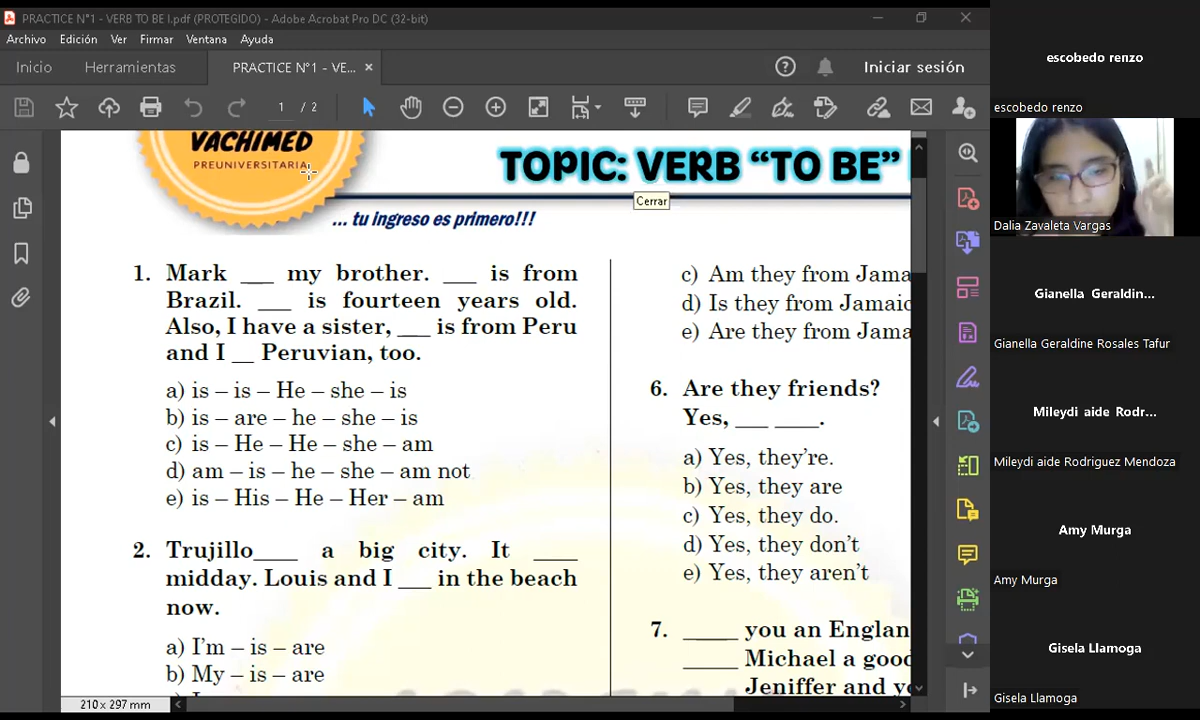 PRACTICE N°1 - VERB TO BE I.pdf (PROTEGIDO) - Adobe Acrobat Pro DC (32-bit)
Archivo Edición Ver Firmar Ventana Ayuda
Inicio Herramientas PRACTICE N°1 - VE... × Iniciar sesión
1 / 2
VACHIMED
PREUNIVERSITARIA
TOPIC: VERB “TO BE”
Cerrar
... tu ingreso es primero!!!
1. Mark ___ my brother. ___ is from
Brazil. ___ is fourteen years old.
Also, I have a sister, ___ is from Peru
and I __ Peruvian, too.
a) is – is – He – she – is
b) is – are – he – she – is
c) is – He – He – she – am
d) am – is – he – she – am not
e) is – His – He – Her – am
2. Trujillo____ a big city. It ____
midday. Louis and I ___ in the beach
now.
a) I’m – is – are
b) My – is – are
c) Am they from Jama
d) Is they from Jamaic
e) Are they from Jama
6. Are they friends?
Yes, ___ ____.
a) Yes, they’re.
b) Yes, they are
c) Yes, they do.
d) Yes, they don’t
e) Yes, they aren’t
7. _____ you an Englan
_____ Michael a good
Jeniffer and yo
210 x 297 mm
escobedo renzo
escobedo renzo
Dalia Zavaleta Vargas
Gianella Geraldin...
Gianella Geraldine Rosales Tafur
Mileydi aide Rodr...
Mileydi aide Rodriguez Mendoza
Amy Murga
Amy Murga
Gisela Llamoga
Gisela Llamoga